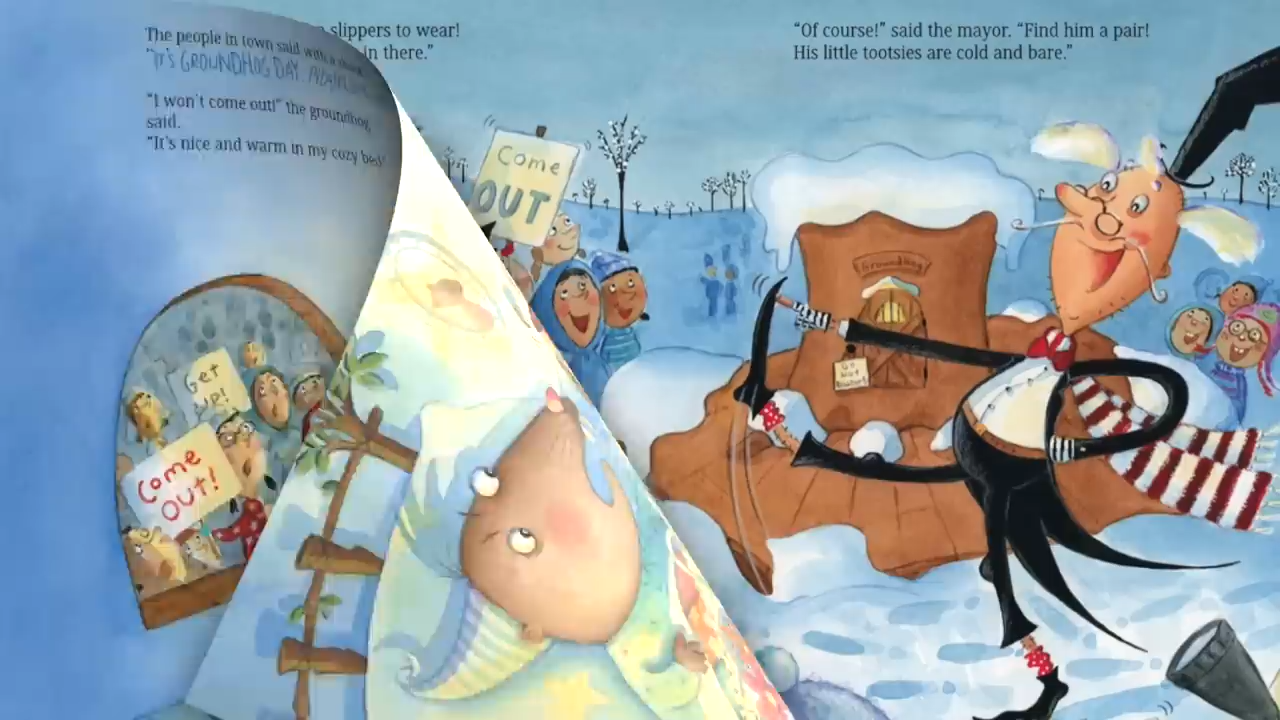 The people in town said with a
"IT'S GROUNDHOG DAY.
"I won't come out!" the groundhog
said.
"It's nice and warm in my cozy bed
slippers to wear!
in there."
"Of course!" said the mayor. "Find him a pair!
His little tootsies are cold and bare."
Come
OUT
Groundhog
Get
UP!
Come
OUT!